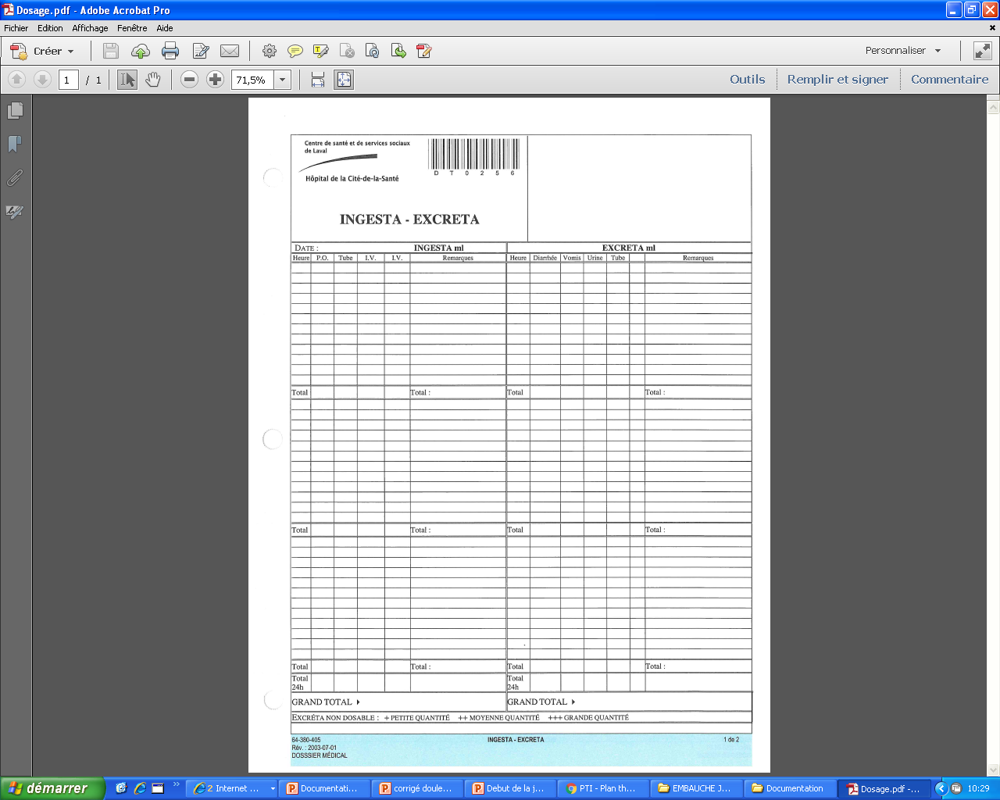 Dosage.pdf - Adobe Acrobat Pro
Fichier Edition Affichage Fenêtre Aide
Créer Personnaliser
1 / 1 71,5% Outils Remplir et signer Commentaire
Centre de santé et de services sociaux
de Laval
DT0256
Hôpital de la Cité-de-la-Santé
INGESTA - EXCRETA
DATE : INGESTA ml EXCRETA ml
Heure P.O. Tube I.V. I.V. Remarques Heure Diarrhée Vomis Urine Tube Remarques
Total Total : Total Total :
Total Total : Total Total :
Total Total : Total Total :
Total Total
24h 24h
GRAND TOTAL GRAND TOTAL
EXCRÉTA NON DOSABLE : + PETITE QUANTITÉ ++ MOYENNE QUANTITÉ +++ GRANDE QUANTITÉ
64-380-405 INGESTA - EXCRETA 1 de 2
Rév. : 2003-07-01
DOSSSIER MÉDICAL
démarrer » 2 Internet ... Documentati... corrigé doule... Debut de la j... PTI - Plan th... EMBAUCHE J... Documentation Dosage.pdf -... 10:29